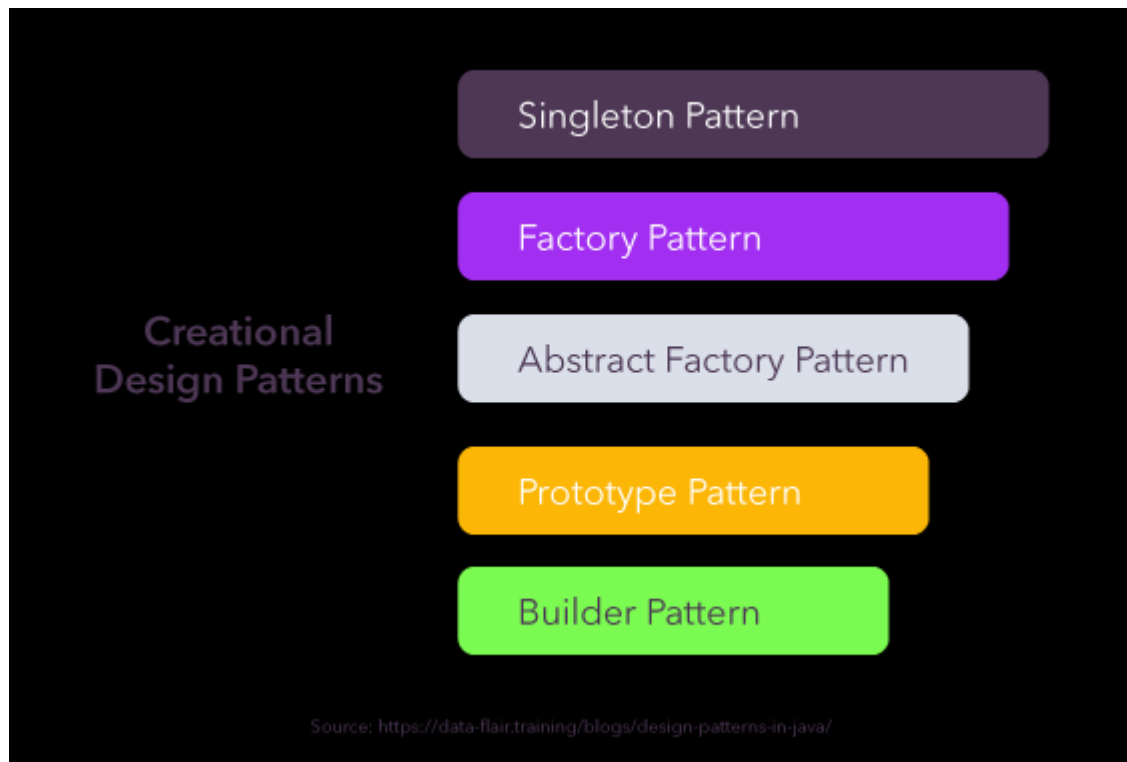 Creational
Design Patterns
Singleton Pattern
Factory Pattern
Abstract Factory Pattern
Prototype Pattern
Builder Pattern
Source: https://data-flair.training/blogs/design-patterns-in-java/